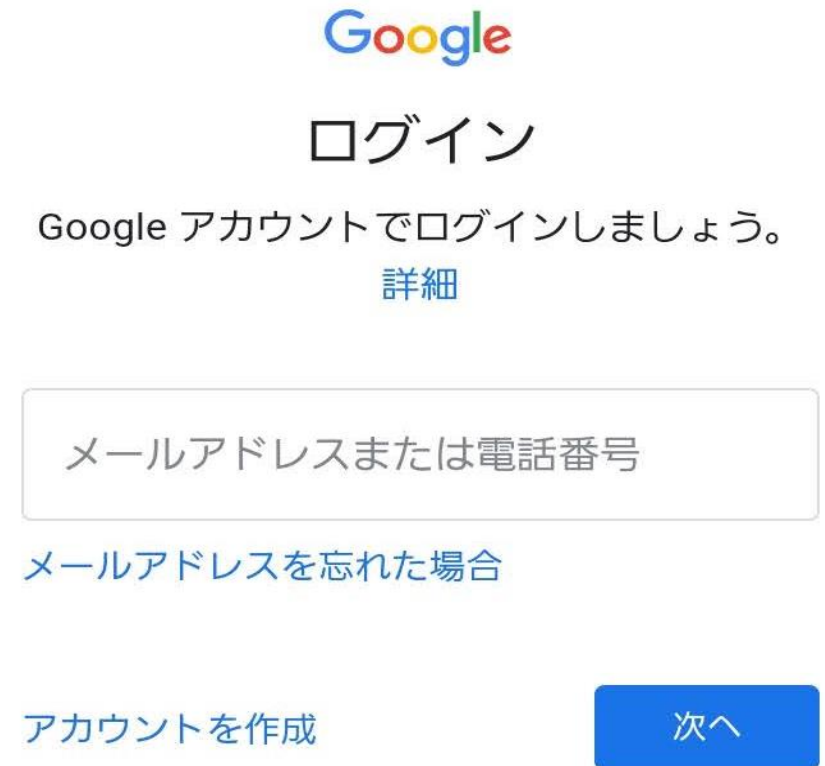 Google
ログイン
Google アカウントでログインしましょう。
詳細
メールアドレスまたは電話番号
メールアドレスを忘れた場合
アカウントを作成
次へ